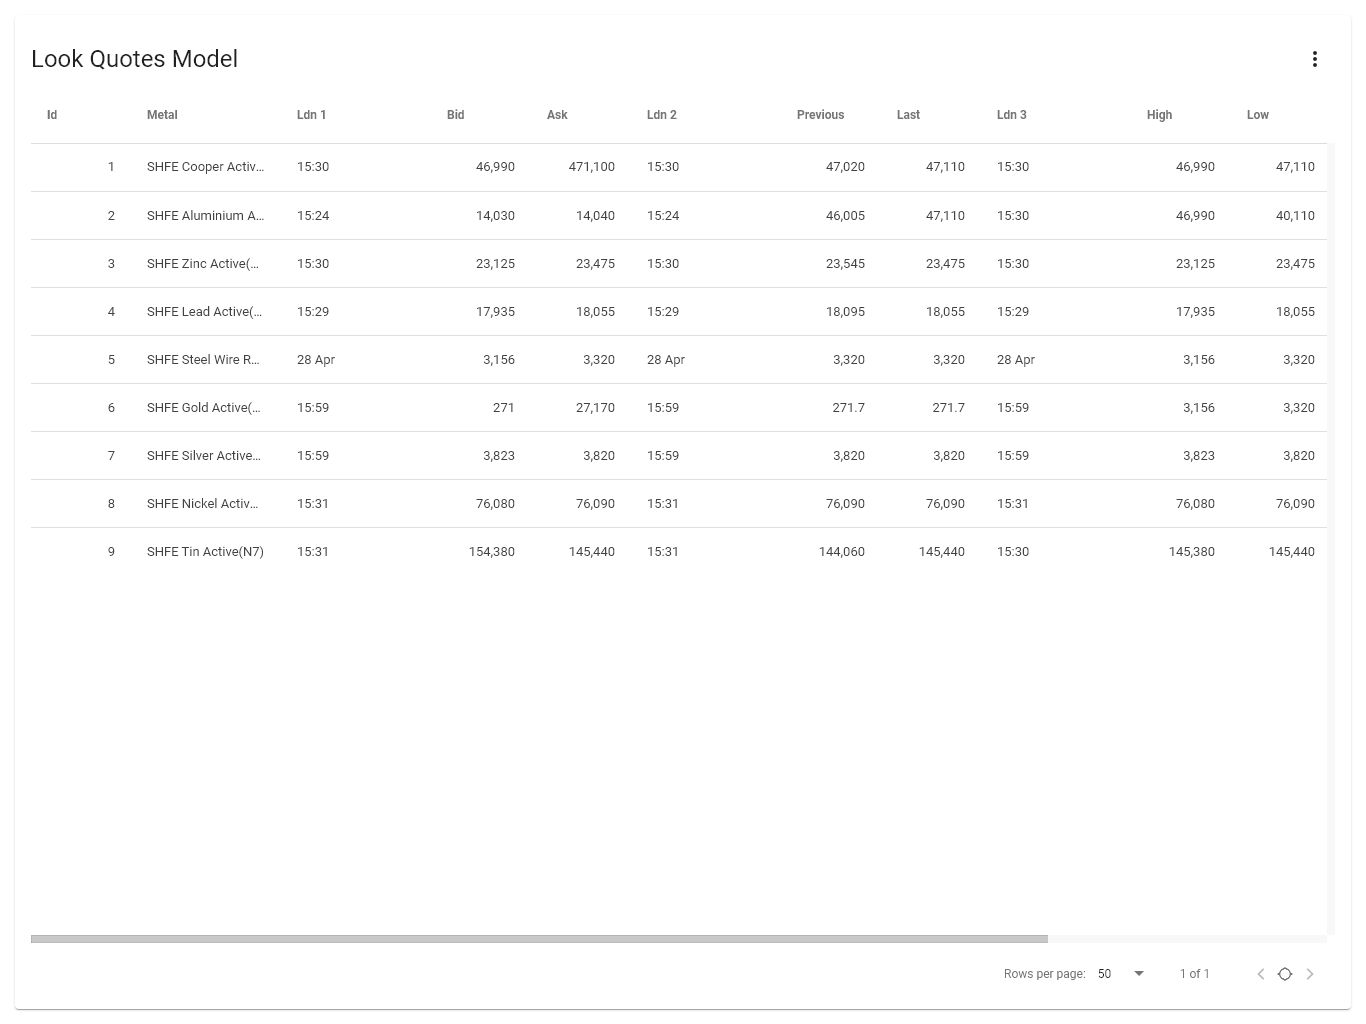 Look Quotes Model
Id Metal Ldn 1 Bid Ask Ldn 2 Previous Last Ldn 3 High Low
1 SHFE Cooper Activ... 15:30 46,990 471,100 15:30 47,020 47,110 15:30 46,990 47,110
2 SHFE Aluminium A... 15:24 14,030 14,040 15:24 46,005 47,110 15:30 46,990 40,110
3 SHFE Zinc Active(... 15:30 23,125 23,475 15:30 23,545 23,475 15:30 23,125 23,475
4 SHFE Lead Active(... 15:29 17,935 18,055 15:29 18,095 18,055 15:29 17,935 18,055
5 SHFE Steel Wire R... 28 Apr 3,156 3,320 28 Apr 3,320 3,320 28 Apr 3,156 3,320
6 SHFE Gold Active(... 15:59 271 27,170 15:59 271.7 271.7 15:59 3,156 3,320
7 SHFE Silver Active... 15:59 3,823 3,820 15:59 3,820 3,820 15:59 3,823 3,820
8 SHFE Nickel Activ... 15:31 76,080 76,090 15:31 76,090 76,090 15:31 76,080 76,090
9 SHFE Tin Active(N7) 15:31 154,380 145,440 15:31 144,060 145,440 15:30 145,380 145,440
Rows per page: 50 1 of 1